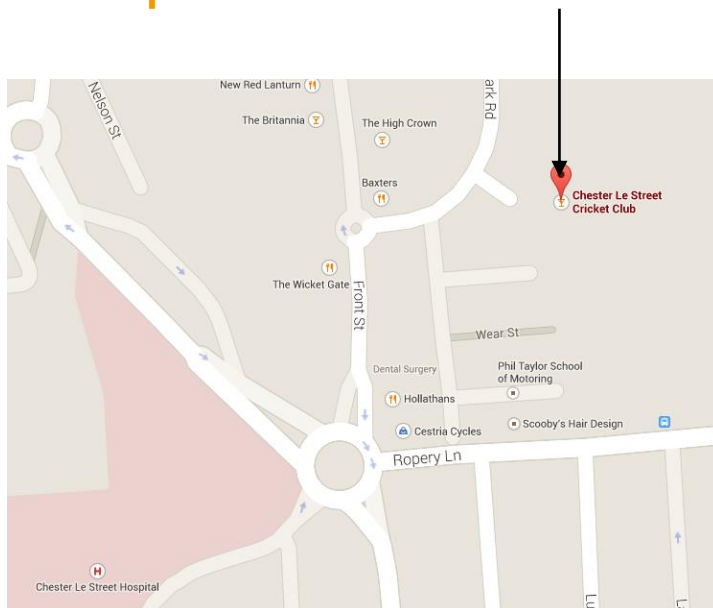 New Red Lanturn
Nelson St
ark Rd
The Britannia
The High Crown
Baxters
Chester Le Street
Cricket Club
The Wicket Gate
Front St
Wear St
Dental Surgery
Phil Taylor School
of Motoring
Hollathans
Cestria Cycles
Scooby's Hair Design
Ropery Ln
H
Chester Le Street Hospital
Lu
L